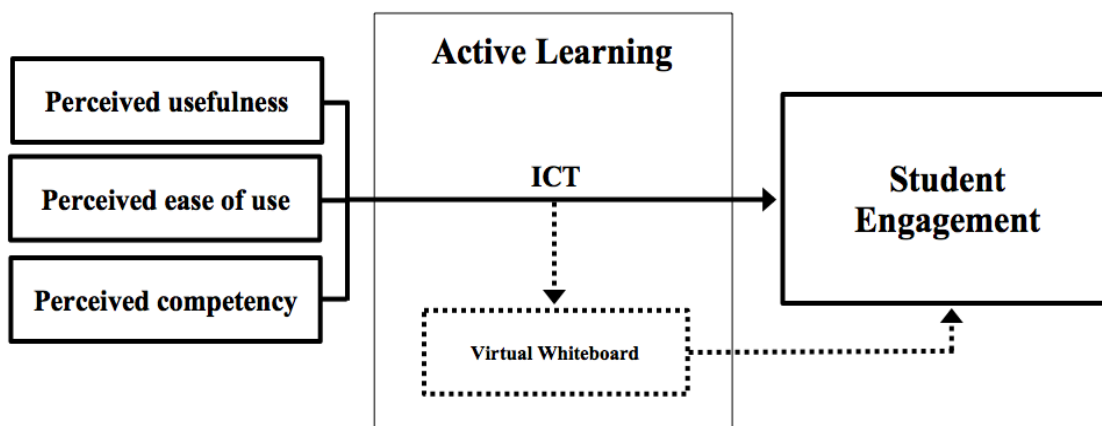 Active Learning
Perceived usefulness
Perceived ease of use
Perceived competency
ICT
Virtual Whiteboard
Student
Engagement